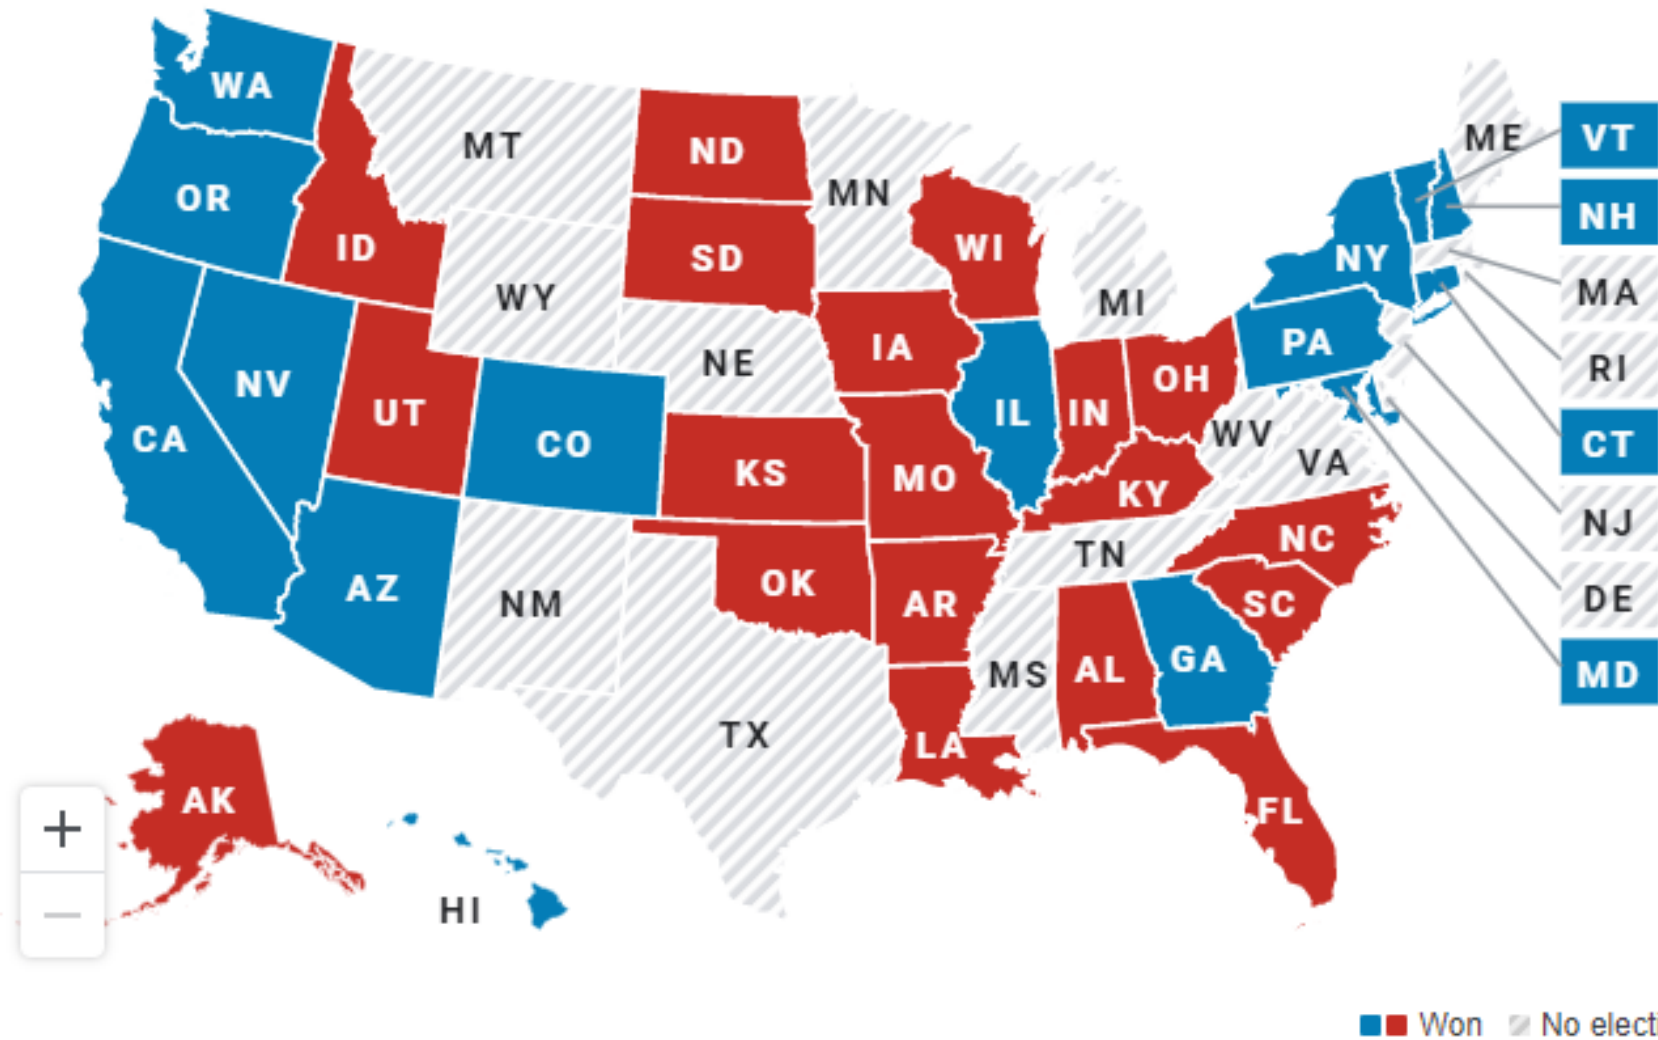 WA
MT
ND
MN
ME
VT
OR
NH
ID
SD
WI
NY
MA
WY
MI
IA
NE
PA
RI
NV
OH
UT
CA
CO
IL
IN
WV
CT
KS
MO
KY
VA
NJ
NC
TN
AZ
NM
OK
AR
SC
DE
MS
AL
GA
MD
TX
LA
AK
FL
+
HI
−
Won No electi